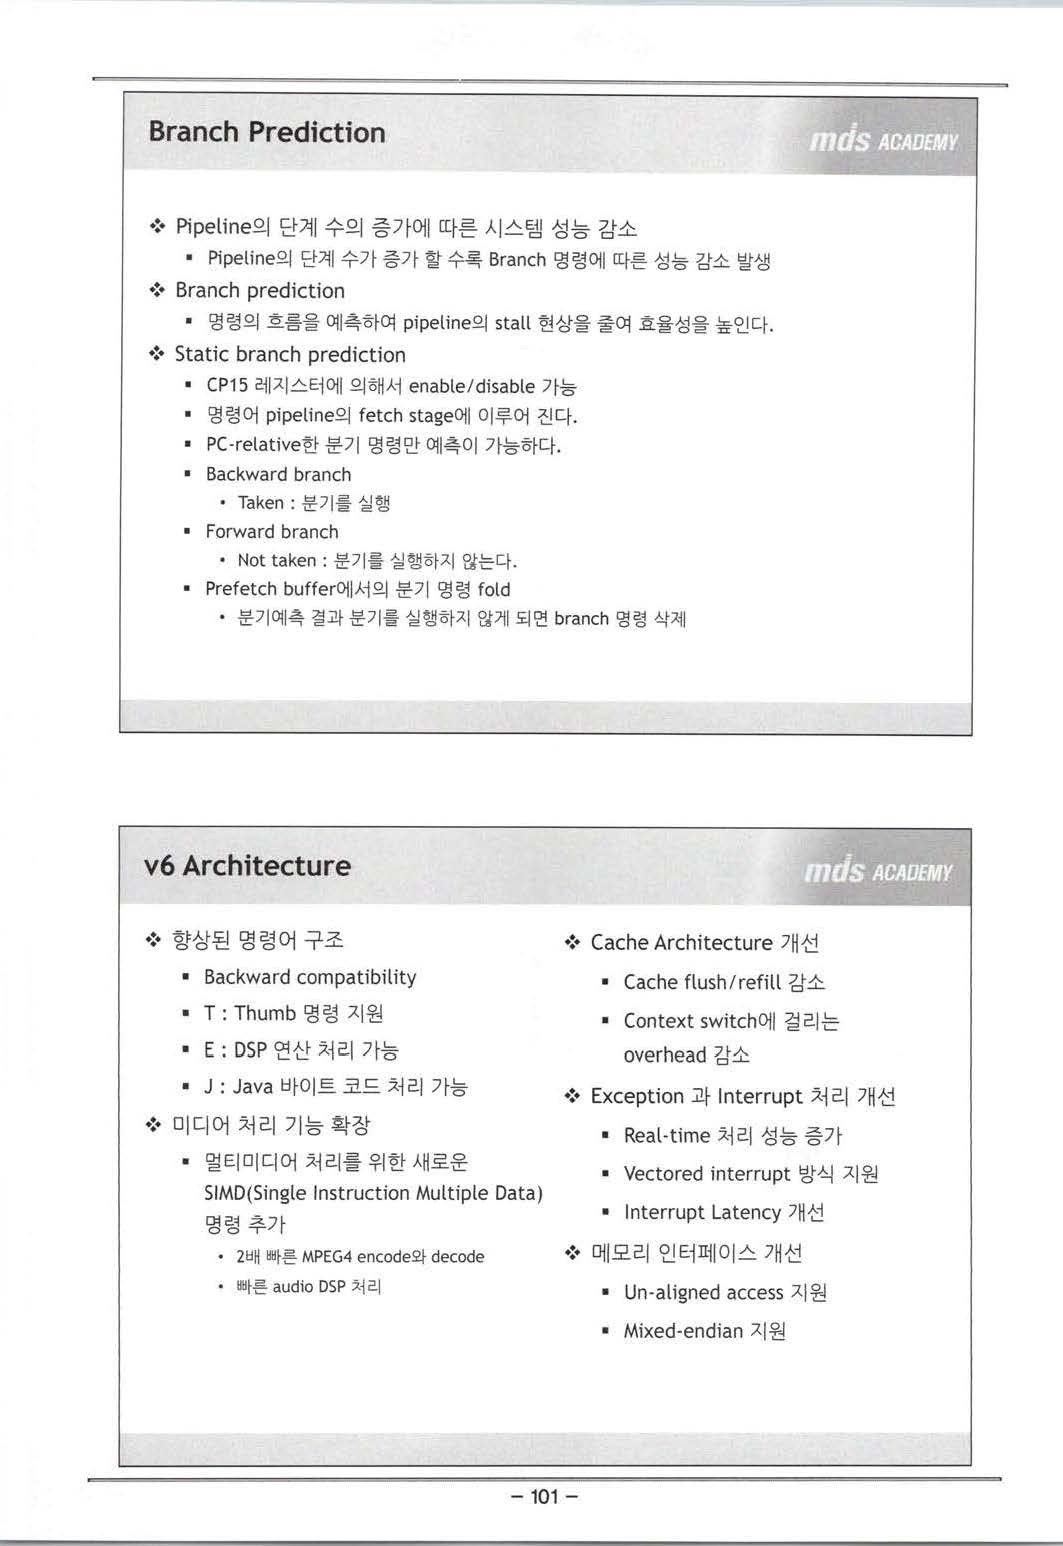 Branch Prediction
mds ACADEMY
❖ Pipeline의 단계 수의 증가에 따른 시스템 성능 감소
▪ Pipeline의 단계 수가 증가 할 수록 Branch 명령에 따른 성능 감소 발생
❖ Branch prediction
▪ 명령의 흐름을 예측하여 pipeline의 stall 현상을 줄여 효율성을 높인다.
❖ Static branch prediction
▪ CP15 레지스터에 의해서 enable/disable 가능
▪ 명령어 pipeline의 fetch stage에 이루어 진다.
▪ PC-relative한 분기 명령만 예측이 가능하다.
▪ Backward branch
• Taken : 분기를 실행
▪ Forward branch
• Not taken : 분기를 실행하지 않는다.
▪ Prefetch buffer에서의 분기 명령 fold
• 분기예측 결과 분기를 실행하지 않게 되면 branch 명령 삭제
v6 Architecture
mds ACADEMY
❖ 향상된 명령어 구조
▪ Backward compatibility
▪ T : Thumb 명령 지원
▪ E : DSP 연산 처리 가능
▪ J : Java 바이트 코드 처리 가능
❖ 미디어 처리 기능 확장
▪ 멀티미디어 처리를 위한 새로운
SIMD(Single Instruction Multiple Data)
명령 추가
• 2배 빠른 MPEG4 encode와 decode
• 빠른 audio DSP 처리
❖ Cache Architecture 개선
▪ Cache flush/refill 감소
▪ Context switch에 걸리는
overhead 감소
❖ Exception 과 Interrupt 처리 개선
▪ Real-time 처리 성능 증가
▪ Vectored interrupt 방식 지원
▪ Interrupt Latency 개선
❖ 메모리 인터페이스 개선
▪ Un-aligned access 지원
▪ Mixed-endian 지원
- 101 -